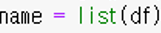 name = list(df)